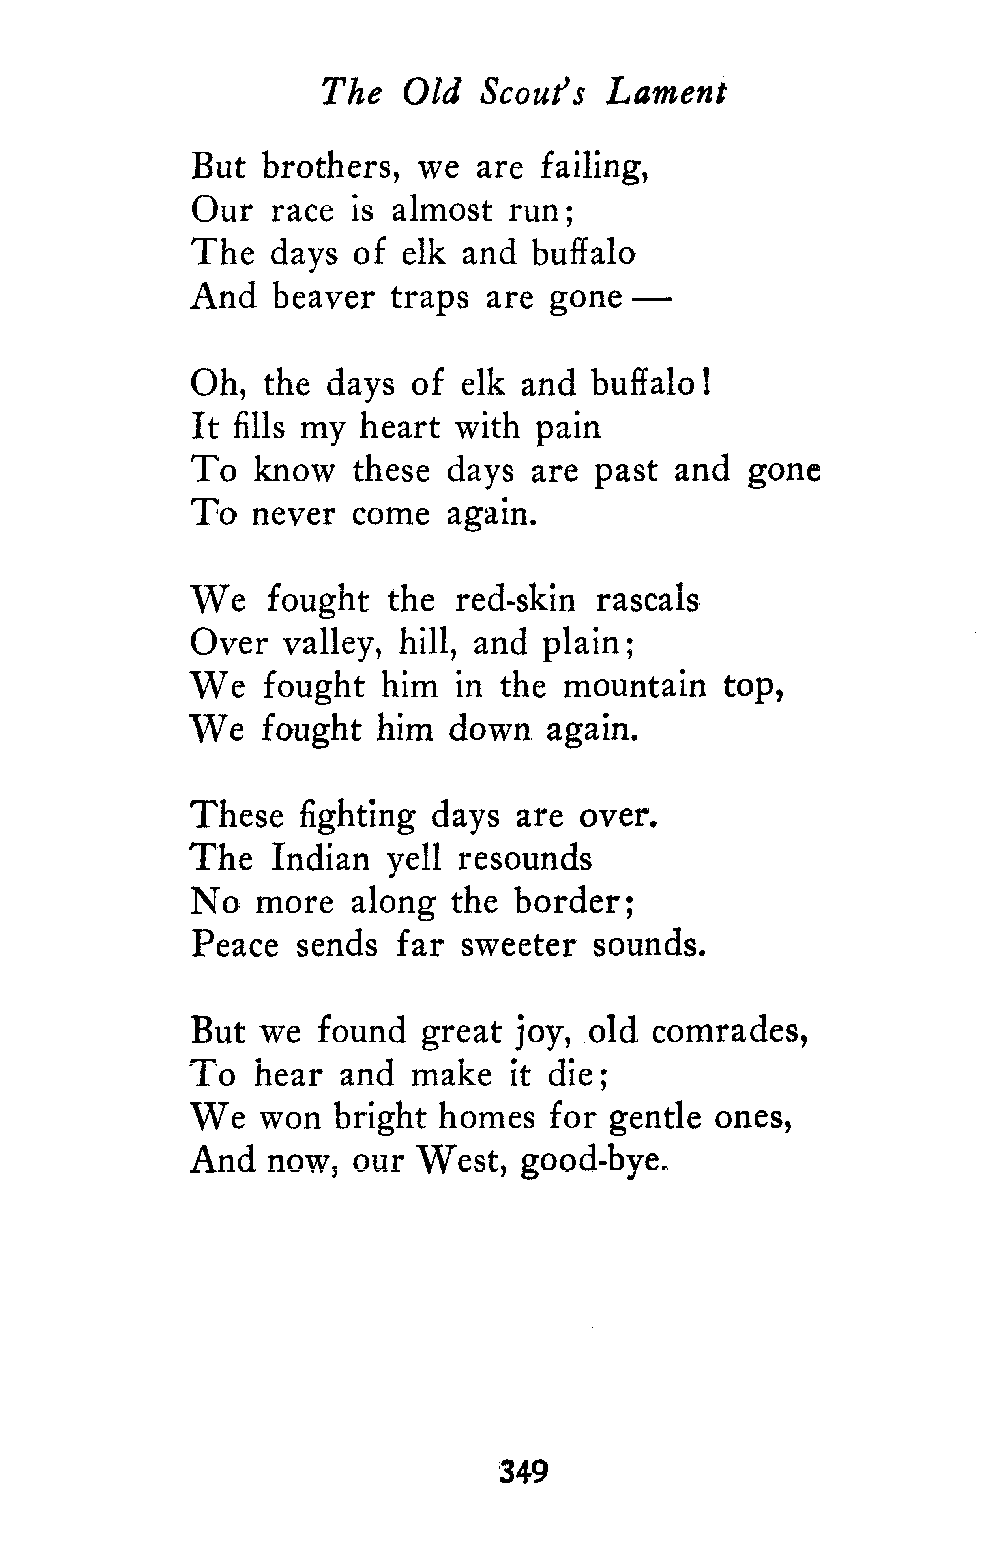 The Old Scout's Lament
But brothers, we are failing,
Our race is almost run;
The days of elk and buffalo
And beaver traps are gone —
Oh, the days of elk and buffalo!
It fills my heart with pain
To know these days are past and gone
To never come again.
We fought the red-skin rascals
Over valley, hill, and plain;
We fought him in the mountain top,
We fought him down again.
These fighting days are over.
The Indian yell resounds
No more along the border;
Peace sends far sweeter sounds.
But we found great joy, old comrades,
To hear and make it die;
We won bright homes for gentle ones,
And now, our West, good-bye.
349